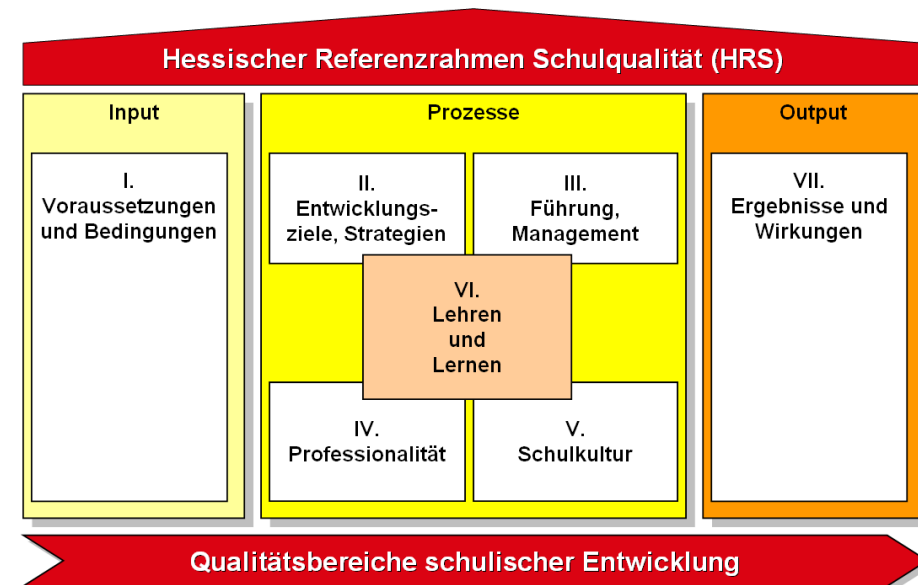 Hessischer Referenzrahmen Schulqualität (HRS)
Input
I.
Voraussetzungen
und Bedingungen
Prozesse
II.
Entwicklungs-
ziele, Strategien
III.
Führung,
Management
VI.
Lehren
und
Lernen
IV.
Professionalität
V.
Schulkultur
Output
VII.
Ergebnisse und
Wirkungen
Qualitätsbereiche schulischer Entwicklung